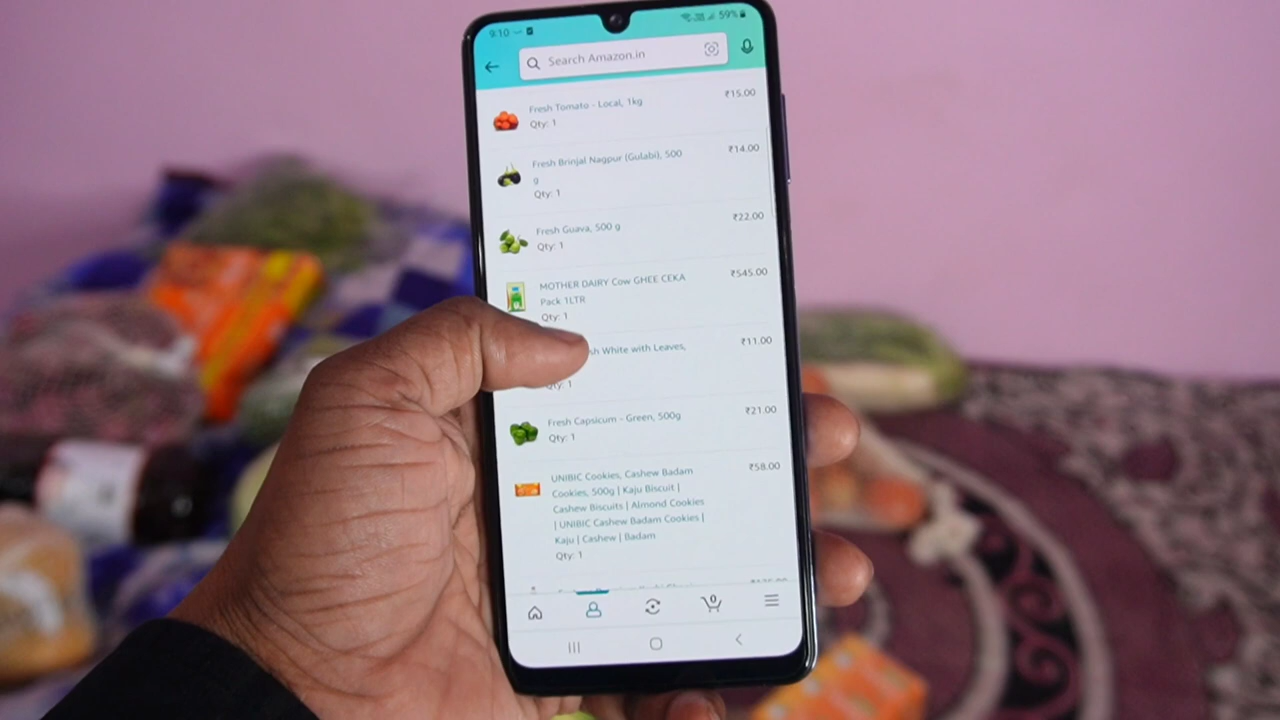 9:10
59%
Search Amazon.in
Fresh Tomato - Local, 1kg
₹15.00
Qty: 1
Fresh Brinjal Nagpur (Gulabi), 500
₹14.00
g
Qty: 1
Fresh Guava, 500 g
₹22.00
Qty: 1
MOTHER DAIRY Cow GHEE CEKA
₹545.00
Pack 1LTR
Qty: 1
White with Leaves,
₹11.00
Qty: 1
Fresh Capsicum - Green, 500g
₹21.00
Qty: 1
UNIBIC Cookies, Cashew Badam
₹58.00
Cookies, 500g | Kaju Biscuit |
Cashew Biscuits | Almond Cookies
| UNIBIC Cashew Badam Cookies |
Kaju | Cashew | Badam
Qty: 1
0